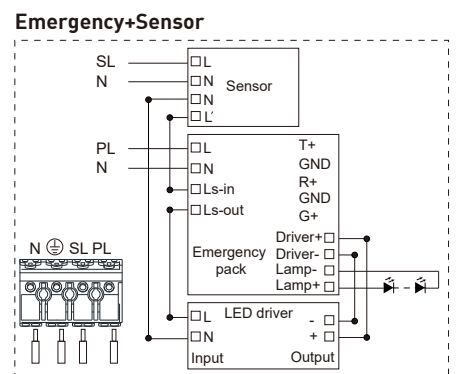 Emergency+Sensor
SL
N
L
N
N
L'
Sensor
PL
N
L
N
Ls-in
Ls-out
T+
GND
R+
GND
G+
Driver+
Driver-
Lamp-
Lamp+
Emergency
pack
N SL PL
L
N
LED driver
-
+
Input
Output